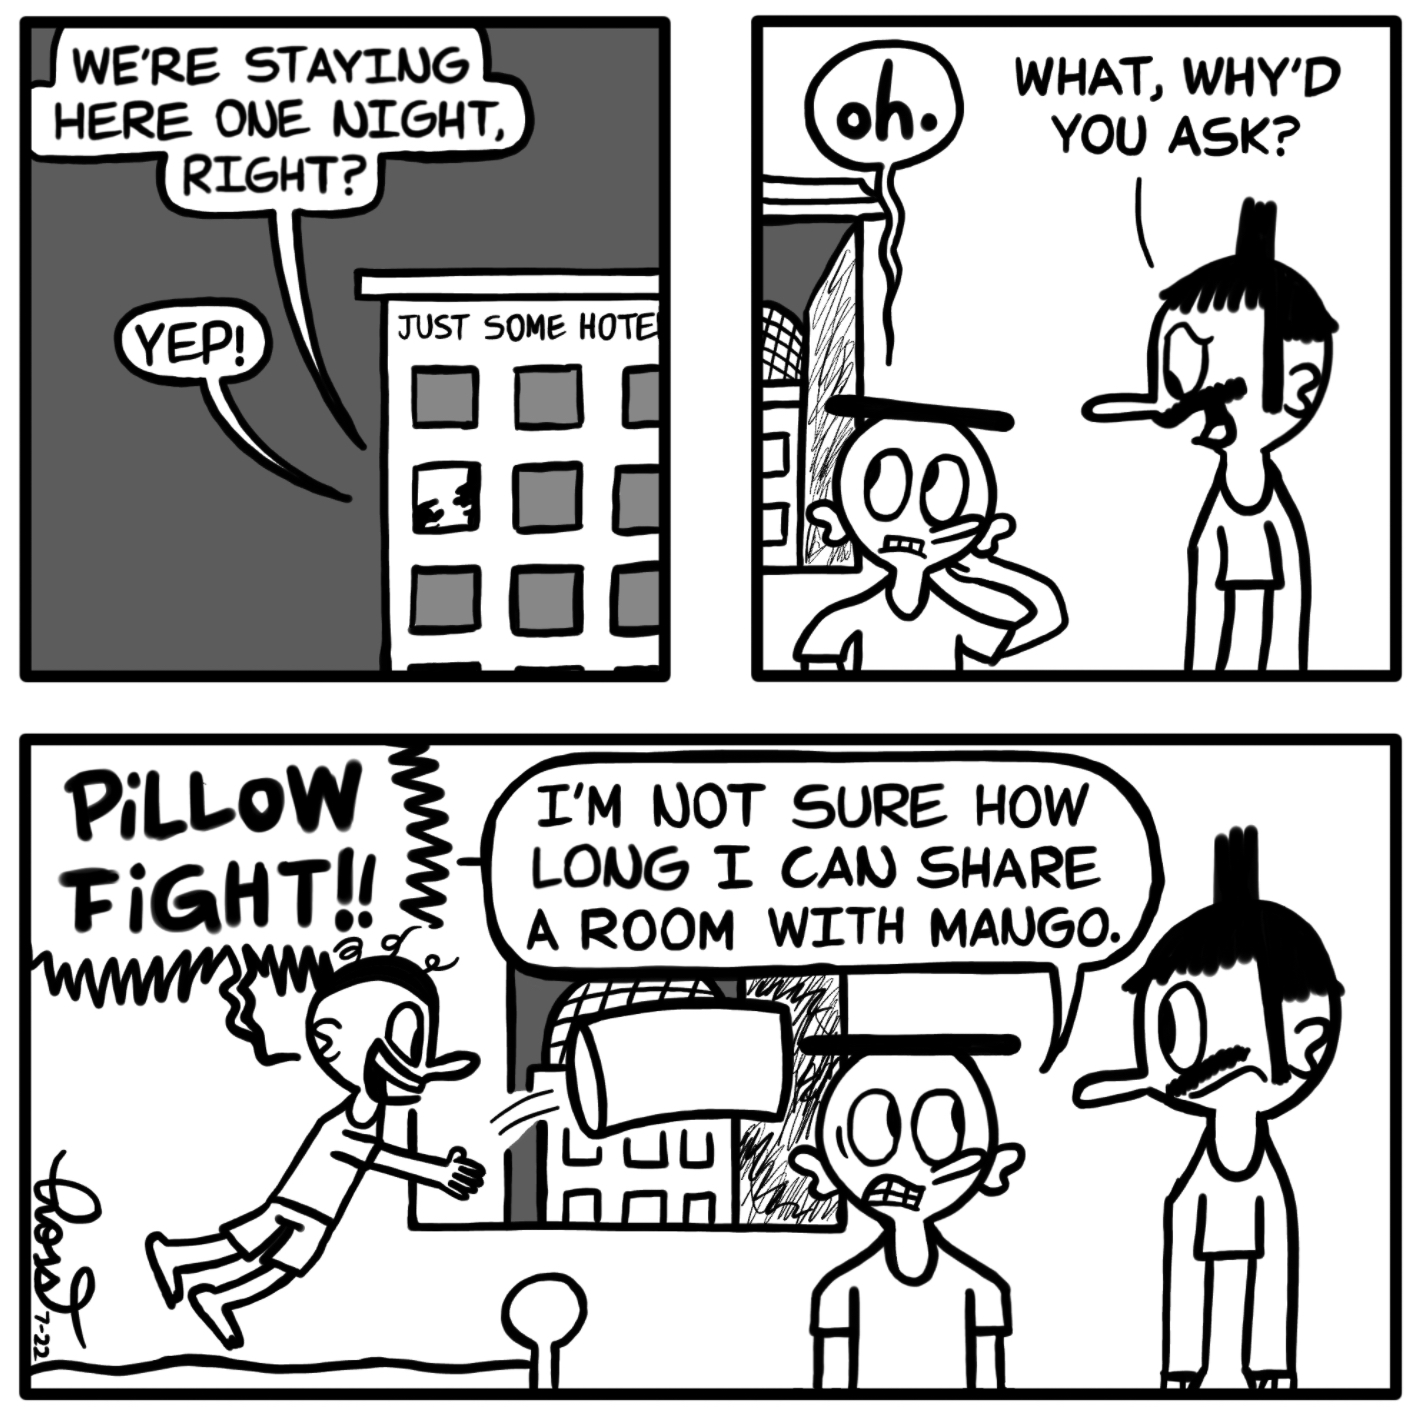 WE'RE STAYING
HERE ONE NIGHT,
RIGHT?
YEP!
JUST SOME HOTE
oh.
WHAT, WHY'D
YOU ASK?
PiLLOW
FiGHT!!
I'M NOT SURE HOW
LONG I CAN SHARE
A ROOM WITH MANGO.
7-22